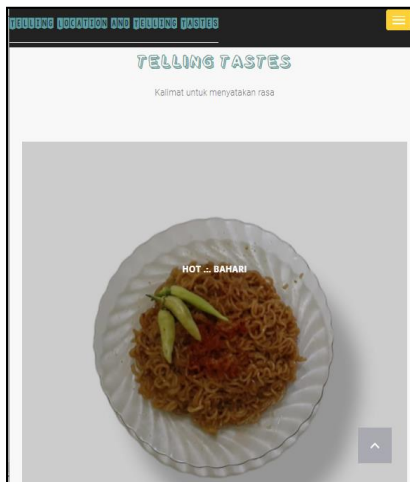 TELLING LOCATION AND TELLING TASTES
TELLING TASTES
Kalimat untuk menyatakan rasa
HOT .:. BAHARI